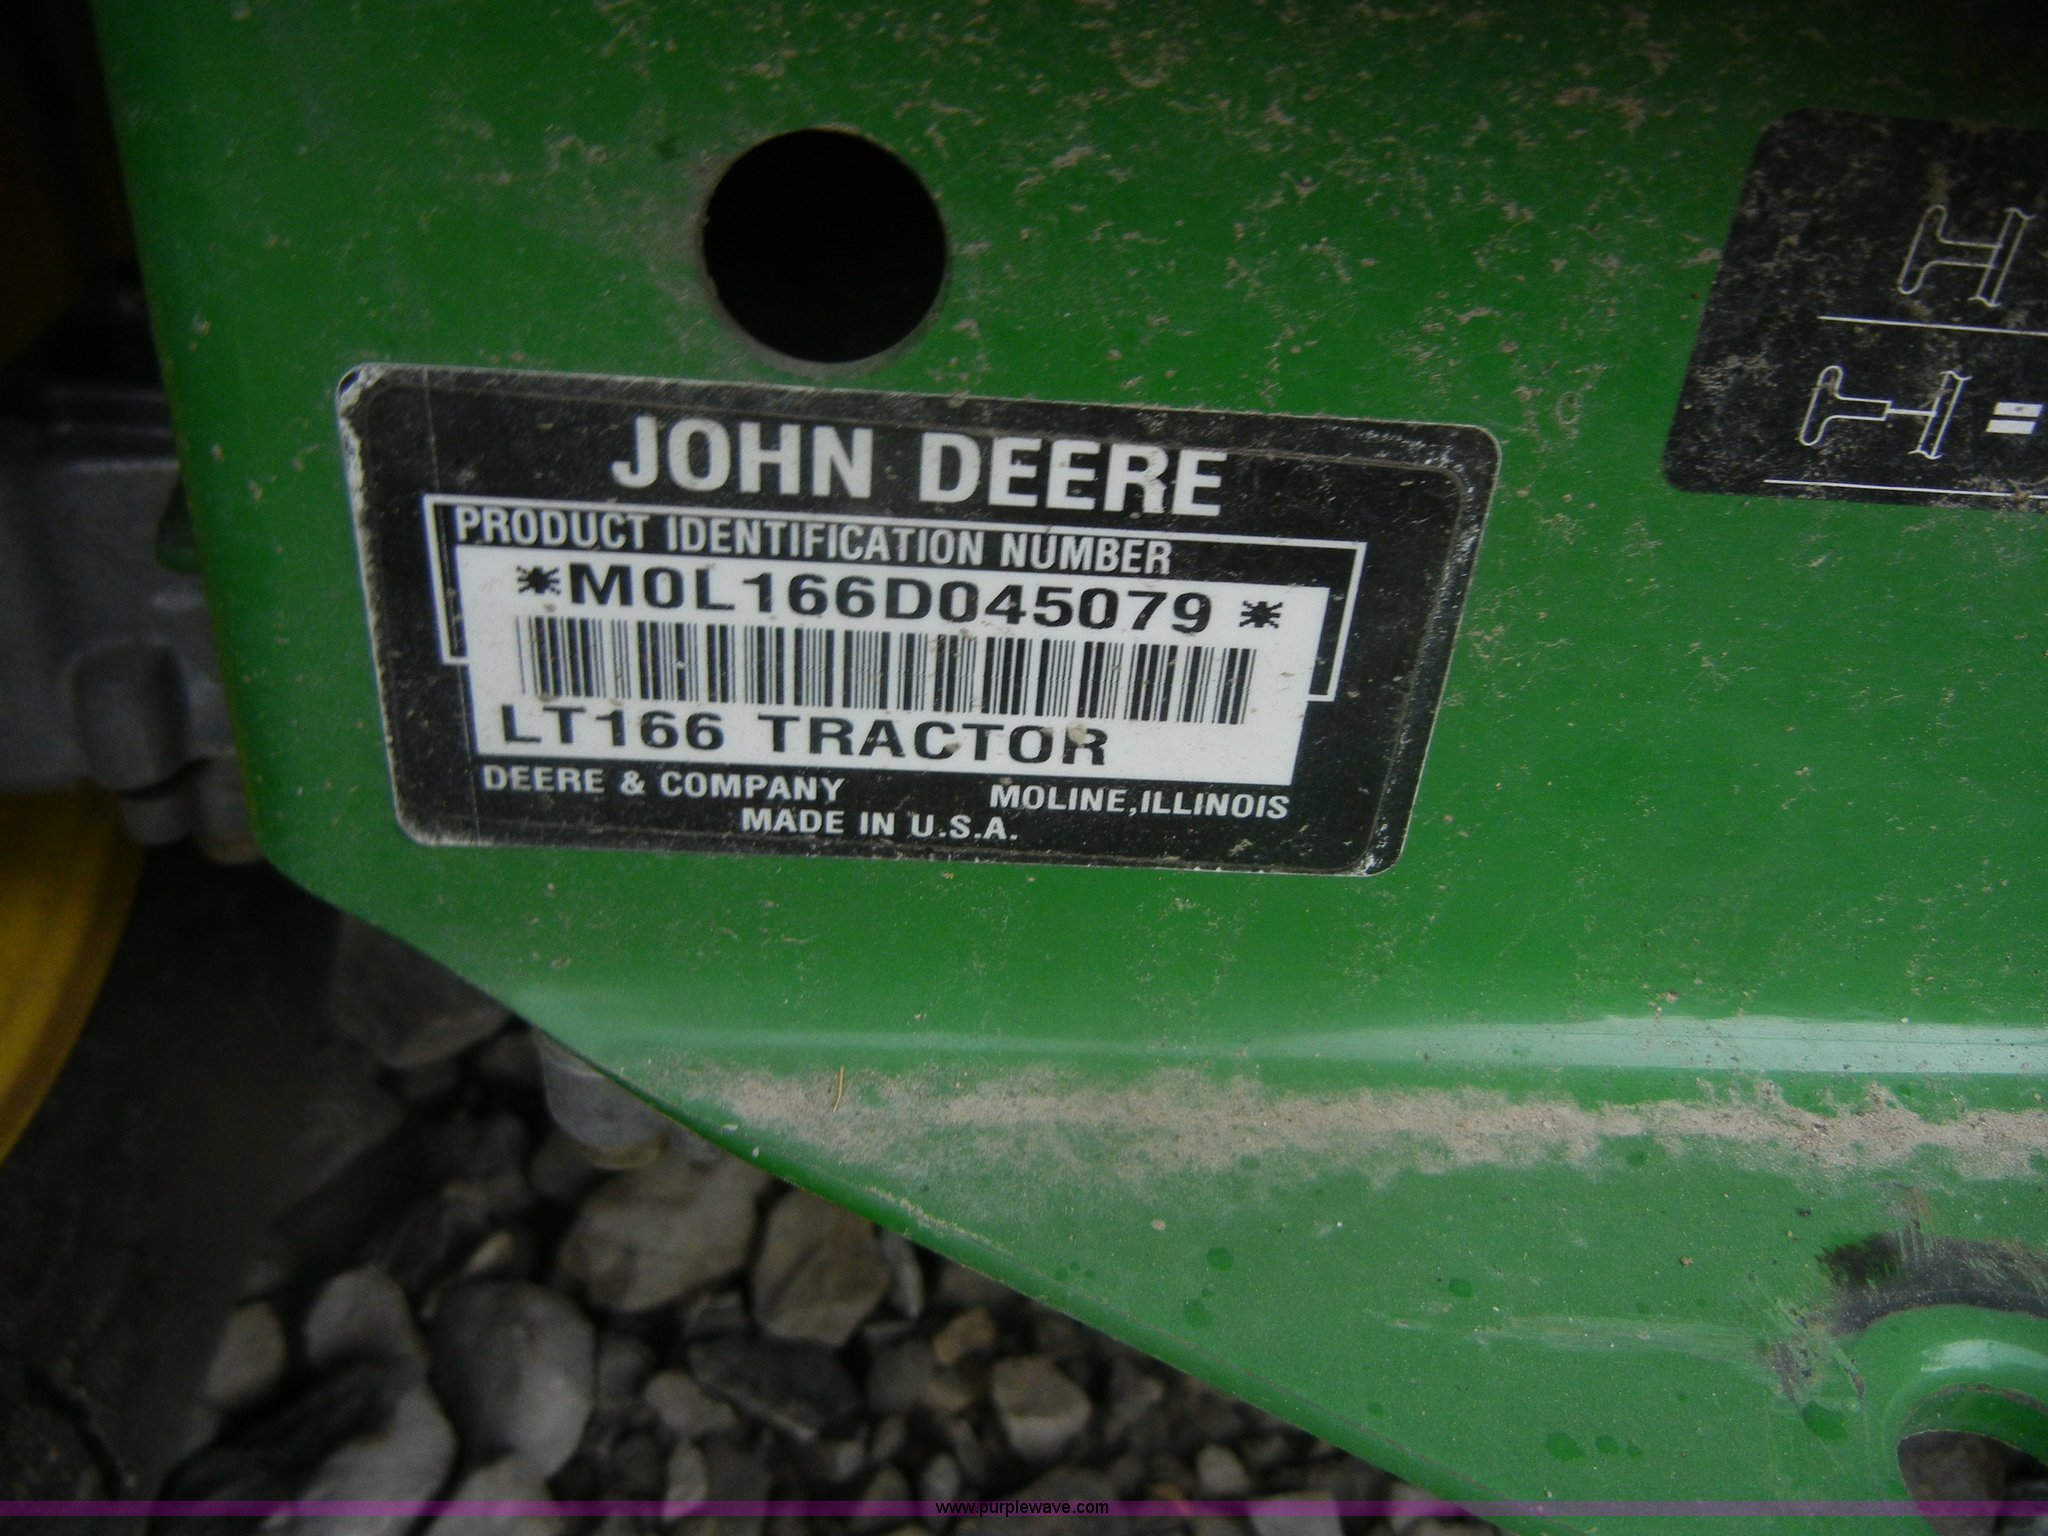 JOHN DEERE
PRODUCT IDENTIFICATION NUMBER
*M0L166D045079*
LT166 TRACTOR
DEERE & COMPANY MOLINE, ILLINOIS
MADE IN U.S.A.
www.purplewave.com